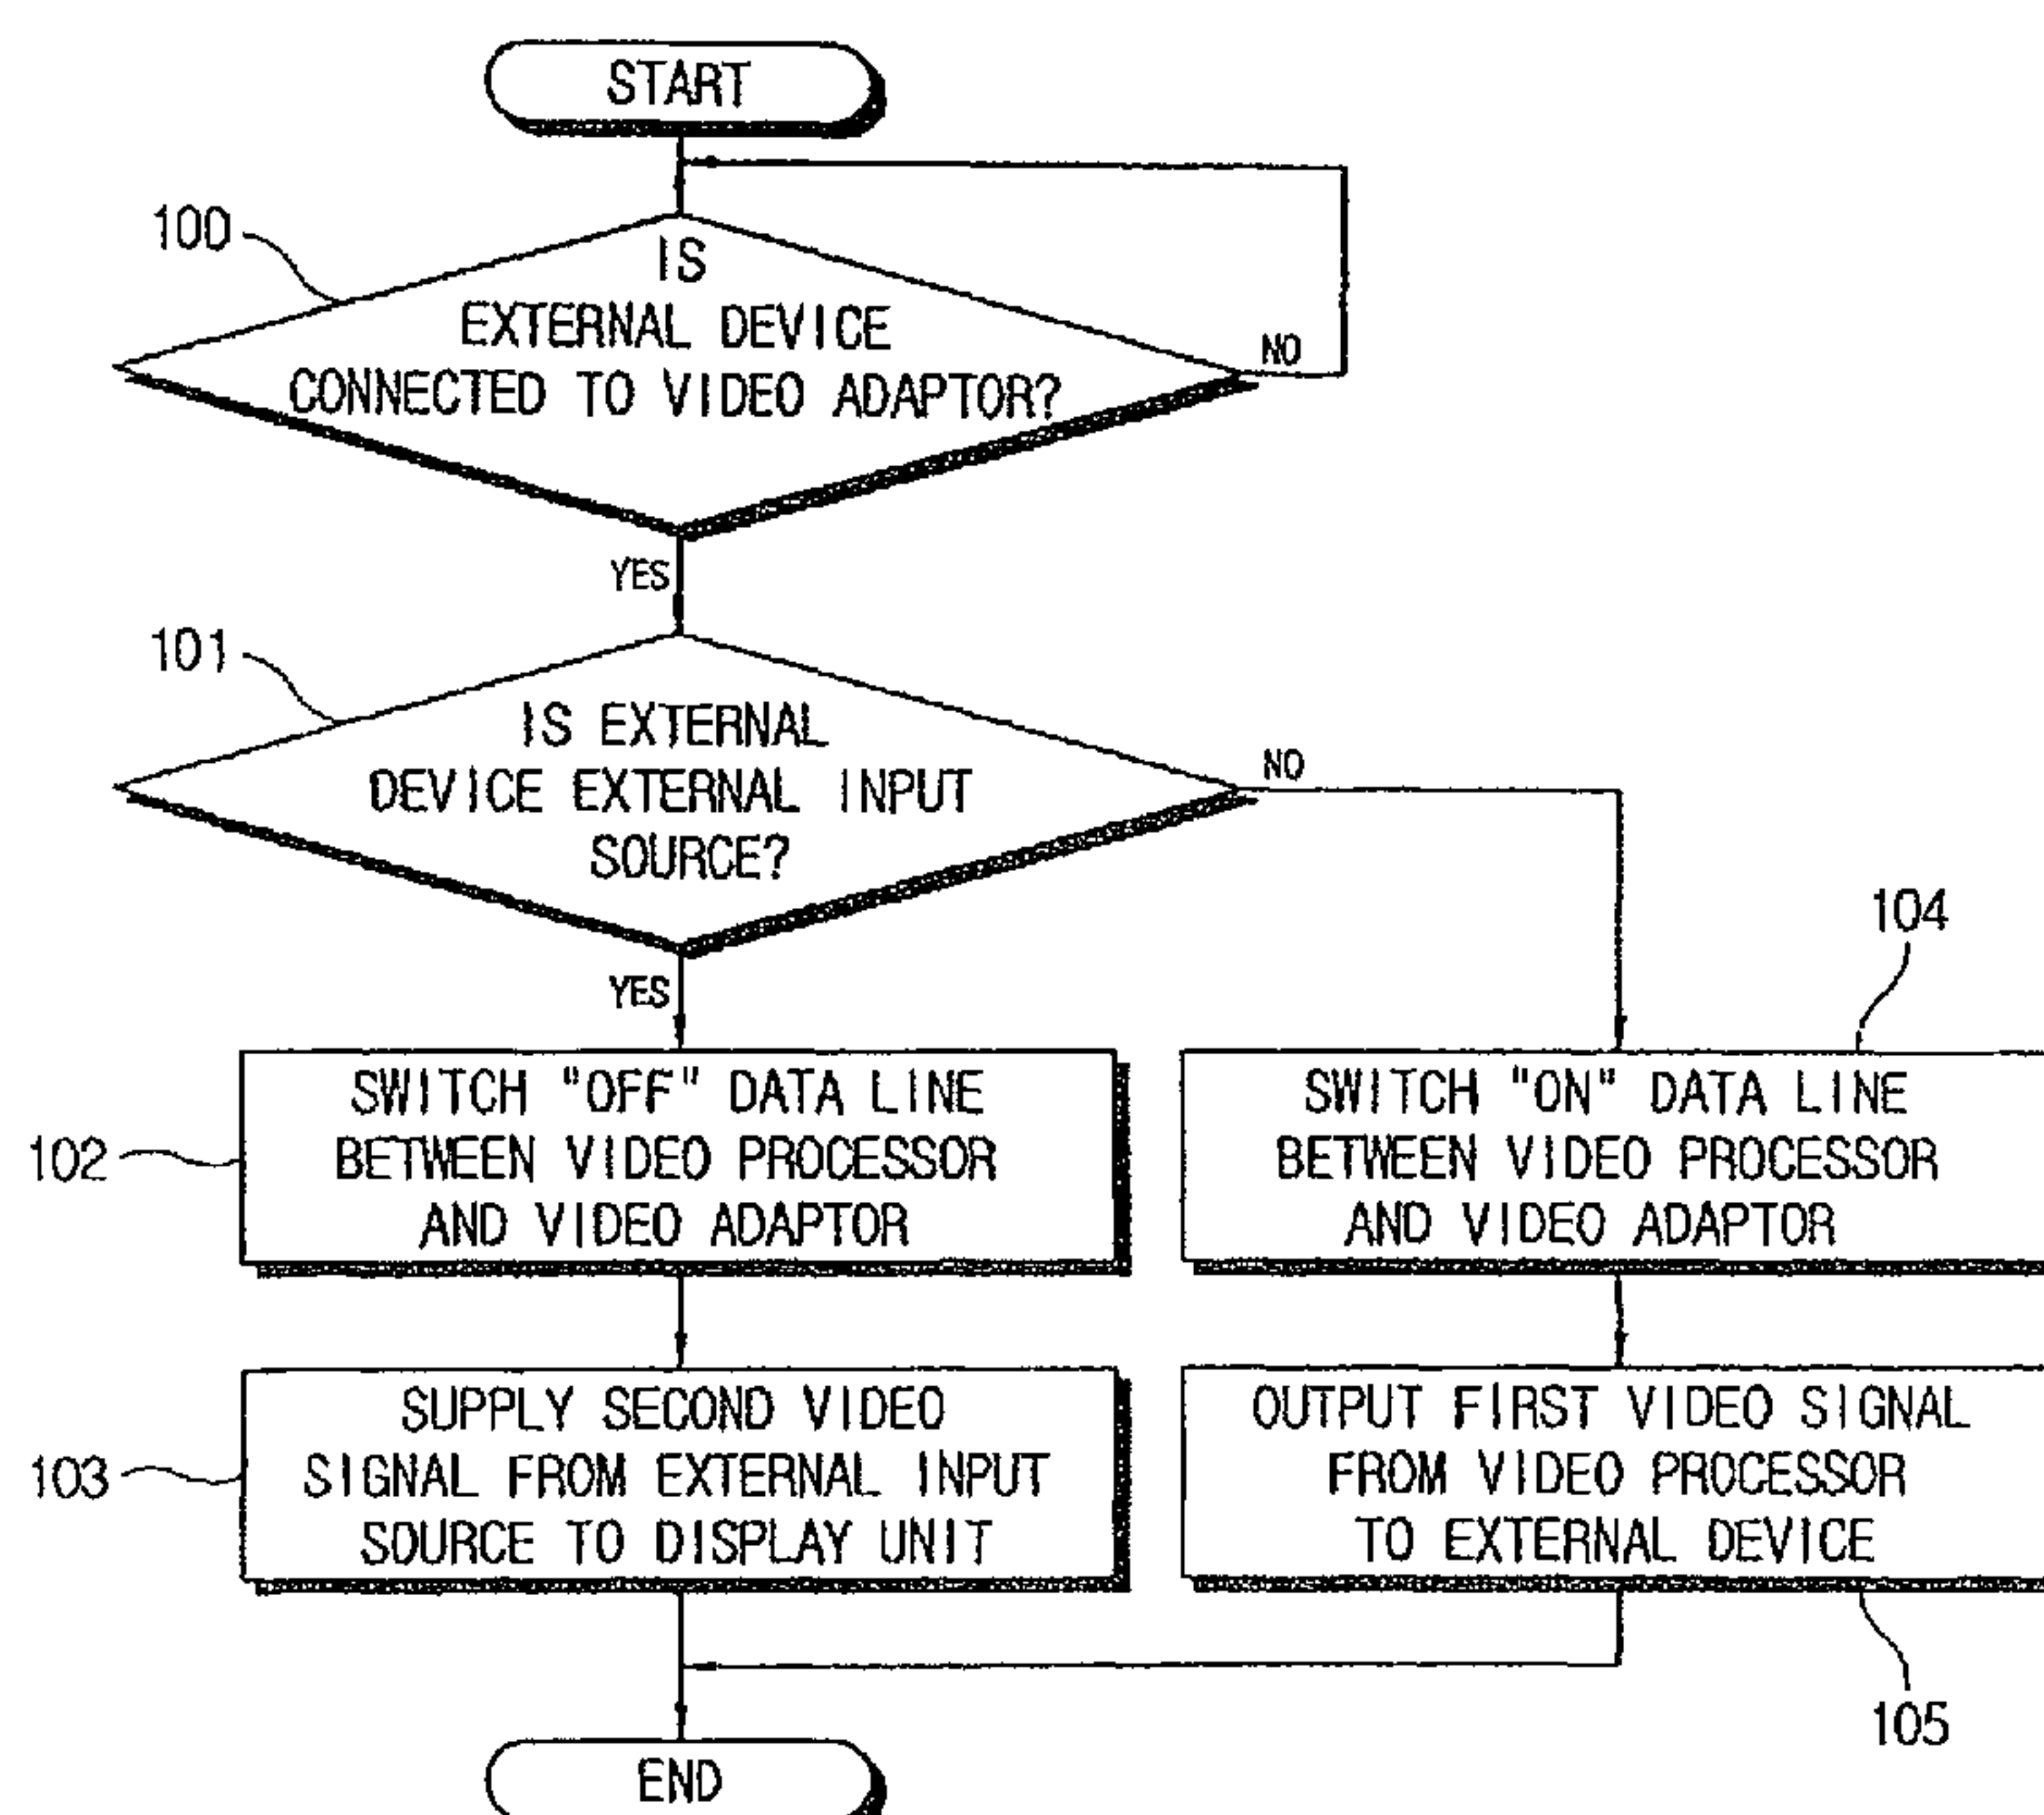 START
100
IS
EXTERNAL DEVICE
CONNECTED TO VIDEO ADAPTOR?
NO
YES
101
IS EXTERNAL
DEVICE EXTERNAL INPUT
SOURCE?
NO
YES
102
SWITCH "OFF" DATA LINE
BETWEEN VIDEO PROCESSOR
AND VIDEO ADAPTOR
104
SWITCH "ON" DATA LINE
BETWEEN VIDEO PROCESSOR
AND VIDEO ADAPTOR
103
SUPPLY SECOND VIDEO
SIGNAL FROM EXTERNAL INPUT
SOURCE TO DISPLAY UNIT
OUTPUT FIRST VIDEO SIGNAL
FROM VIDEO PROCESSOR
TO EXTERNAL DEVICE
105
END